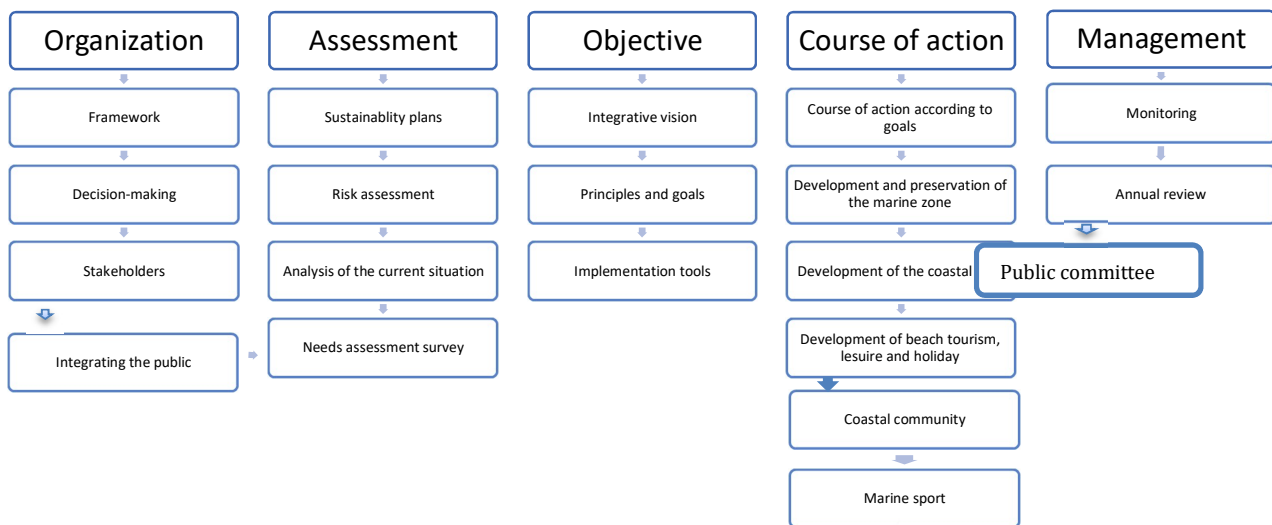 Organization
Framework
Decision-making
Stakeholders
Integrating the public
Assessment
Sustainablity plans
Risk assessment
Analysis of the current situation
Needs assessment survey
Objective
Integrative vision
Principles and goals
Implementation tools
Course of action
Course of action according to
goals
Development and preservation of
the marine zone
Development of the coastal
Development of beach tourism,
lesuire and holiday
Coastal community
Marine sport
Management
Monitoring
Annual review
Public committee